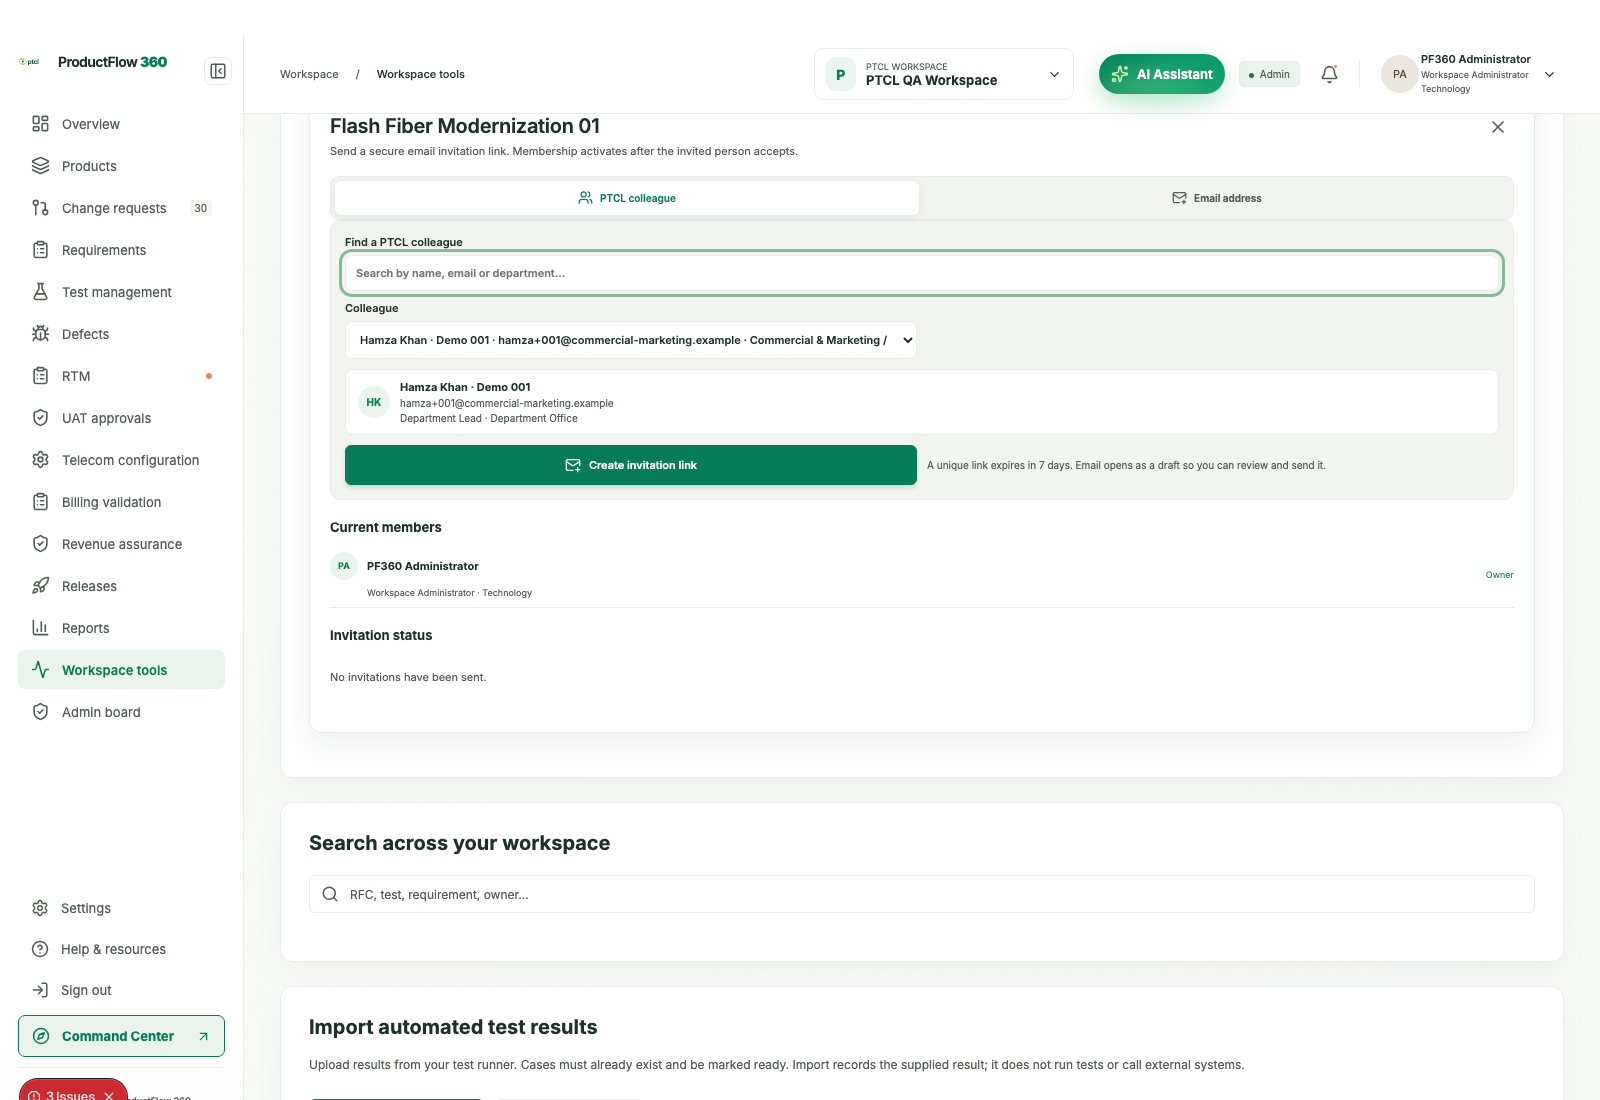 ptcl
ProductFlow 360
Overview
Products
Change requests 30
Requirements
Test management
Defects
RTM
UAT approvals
Telecom configuration
Billing validation
Revenue assurance
Releases
Reports
Workspace tools
Admin board
Settings
Help & resources
Sign out
Command Center
3 Issues
Workspace / Workspace tools
P
PTCL WORKSPACE
PTCL QA Workspace
AI Assistant
Admin
PA
PF360 Administrator
Workspace Administrator
Technology
Flash Fiber Modernization 01
Send a secure email invitation link. Membership activates after the invited person accepts.
PTCL colleague
Email address
Find a PTCL colleague
Search by name, email or department...
Colleague
Hamza Khan · Demo 001 · hamza+001@commercial-marketing.example · Commercial & Marketing /
HK
Hamza Khan · Demo 001
hamza+001@commercial-marketing.example
Department Lead · Department Office
Create invitation link
A unique link expires in 7 days. Email opens as a draft so you can review and send it.
Current members
PA
PF360 Administrator
Workspace Administrator · Technology
Owner
Invitation status
No invitations have been sent.
Search across your workspace
RFC, test, requirement, owner...
Import automated test results
Upload results from your test runner. Cases must already exist and be marked ready. Import records the supplied result; it does not run tests or call external systems.